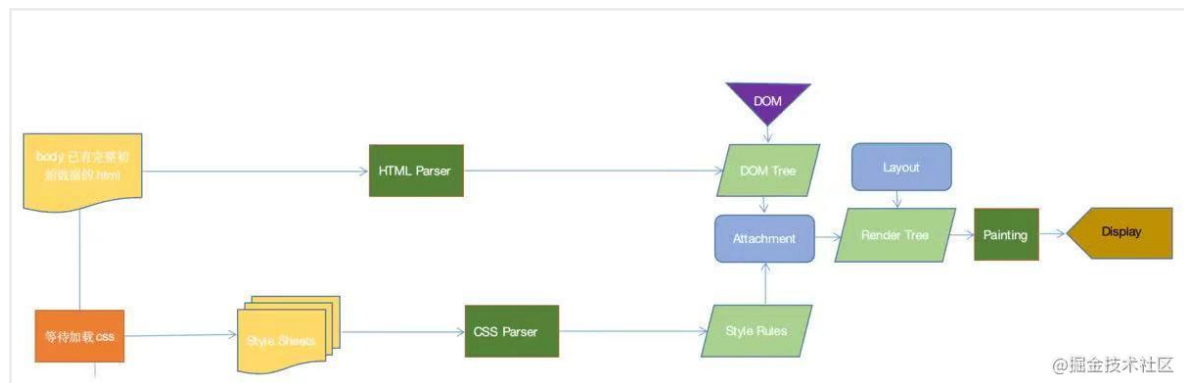 DOM
body 已有完整初
始数据的 html
HTML Parser
DOM Tree
Layout
Attachment
Render Tree
Painting
Display
等待加载 css
Style Sheets
CSS Parser
Style Rules
@掘金技术社区